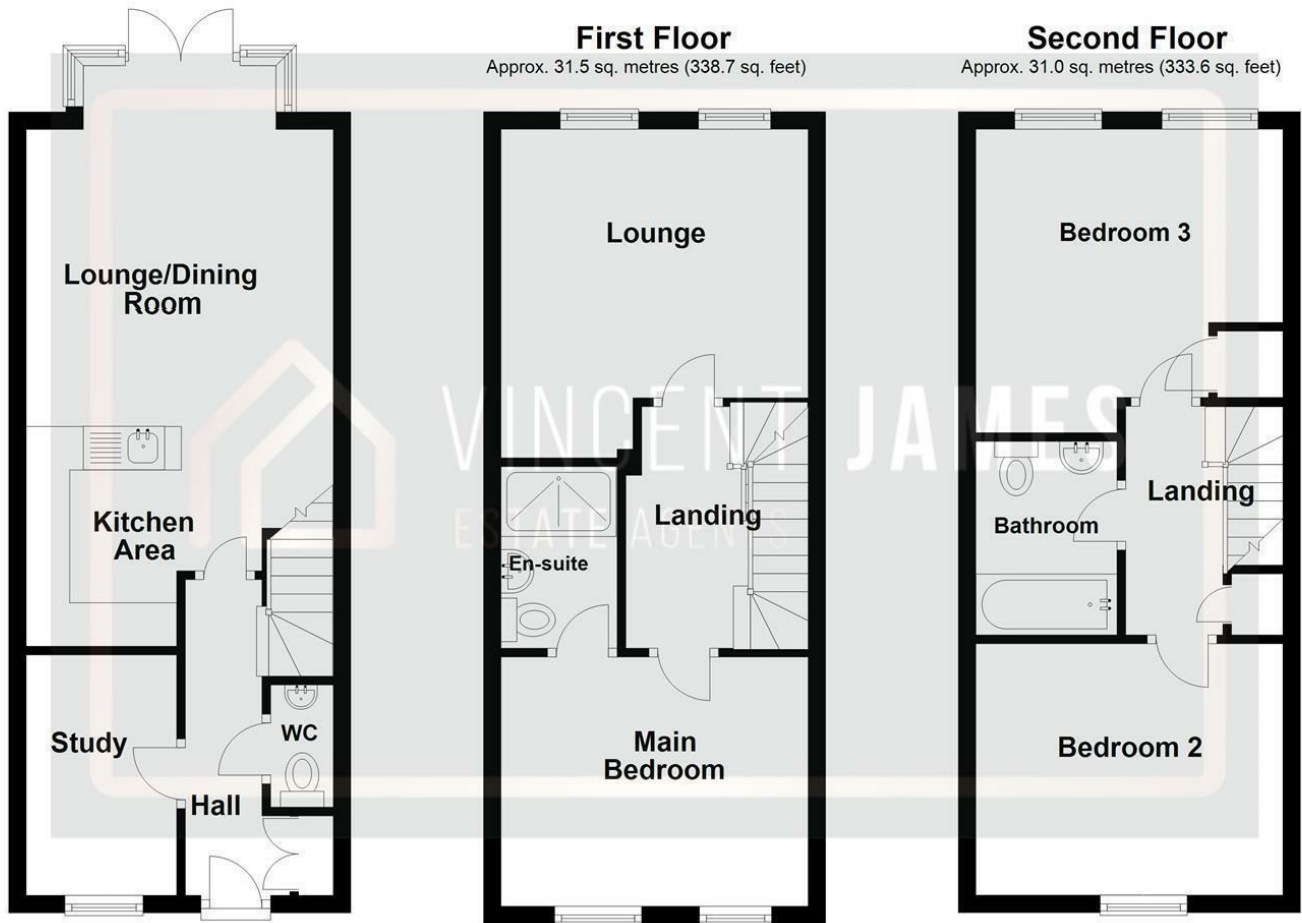 First Floor
Approx. 31.5 sq. metres (338.7 sq. feet)
Second Floor
Approx. 31.0 sq. metres (333.6 sq. feet)
Lounge/Dining
Room
Kitchen
Area
Study
WC
Hall
Lounge
Landing
En-suite
Main
Bedroom
Bedroom 3
Landing
Bathroom
Bedroom 2
VINCENT JAMES
ESTATE AGENTS